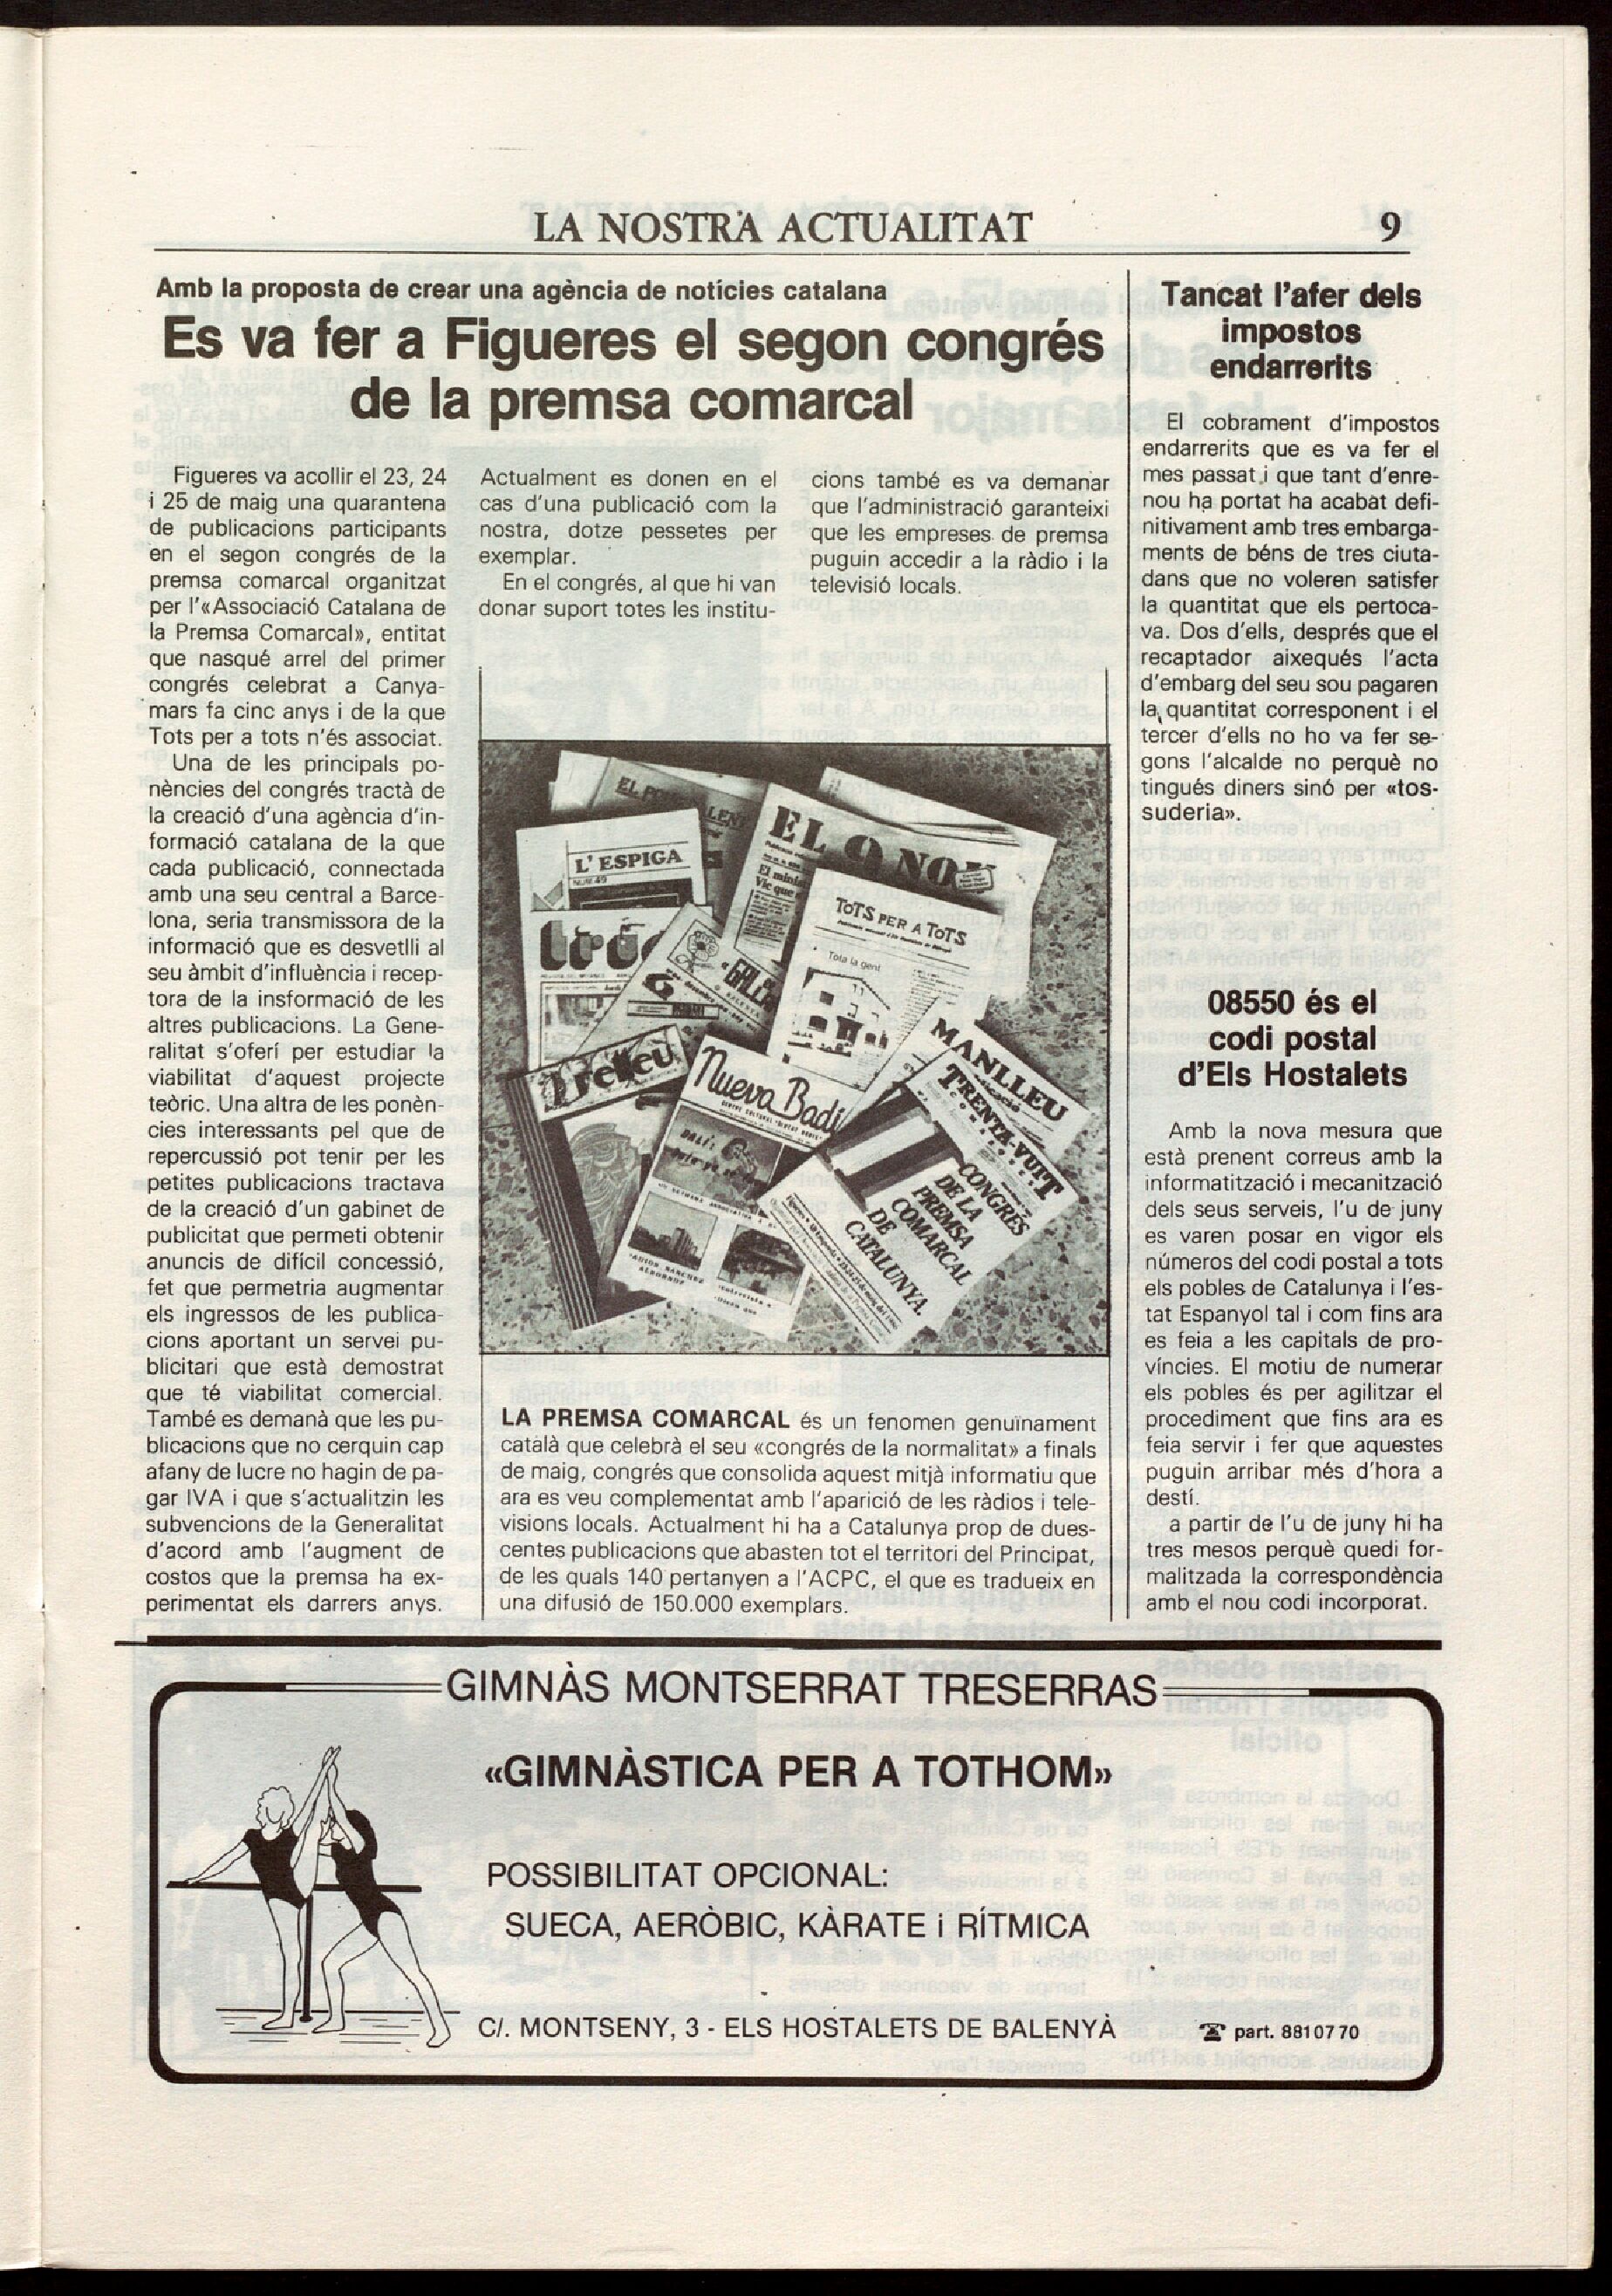 LA NOSTRA ACTUALITAT
9
Amb la proposta de crear una agència de notícies catalana
Es va fer a Figueres el segon congrés
de la premsa comarcal
Figueres va acollir el 23, 24
i 25 de maig una quarantena
de publicacions participants
en el segon congrés de la
premsa comarcal organitzat
per l'«Associació Catalana de
la Premsa Comarcal», entitat
que nasqué arrel del primer
congrés celebrat a Canya-
mars fa cinc anys i de la que
Tots per a tots n'és associat.
Una de les principals po-
nències del congrés tractà de
la creació d'una agència d'in-
formació catalana de la que
cada publicació, connectada
amb una seu central a Barce-
lona, seria transmissora de la
informació que es desvetlli al
seu àmbit d'influència i recep-
tora de la insformació de les
altres publicacions. La Gene-
ralitat s'oferí per estudiar la
viabilitat d'aquest projecte
teòric. Una altra de les ponèn-
cies interessants pel que de
repercussió pot tenir per les
petites publicacions tractava
de la creació d'un gabinet de
publicitat que permeti obtenir
anuncis de difícil concessió,
fet que permetria augmentar
els ingressos de les publica-
cions aportant un servei pu-
blicitari que està demostrat
que té viabilitat comercial.
També es demanà que les pu-
blicacions que no cerquin cap
afany de lucre no hagin de pa-
gar IVA i que s'actualitzin les
subvencions de la Generalitat
d'acord amb l'augment de
costos que la premsa ha ex-
perimentat els darrers anys.
Actualment es donen en el
cas d'una publicació com la
nostra, dotze pessetes per
exemplar.
En el congrés, al que hi van
donar suport totes les institu-
cions també es va demanar
que l'administració garanteixi
que les empreses de premsa
puguin accedir a la ràdio i la
televisió locals.
L'ESPIGA
EL 9 NOU
TOTS PER A TOTS
Tota la gent
Relleu
Nueva Badi
MANLLEU
TRENTA-VUIT
CONGRÉS
DE LA
PREMSA
COMARCAL
DE
CATALUNYA.
LA PREMSA COMARCAL és un fenomen genuïnament
català que celebrà el seu «congrés de la normalitat» a finals
de maig, congrés que consolida aquest mitjà informatiu que
ara es veu complementat amb l'aparició de les ràdios i tele-
visions locals. Actualment hi ha a Catalunya prop de dues-
centes publicacions que abasten tot el territori del Principat,
de les quals 140 pertanyen a l'ACPC, el que es tradueix en
una difusió de 150.000 exemplars.
Tancat l'afer dels
impostos
endarrerits
El cobrament d'impostos
endarrerits que es va fer el
mes passat i que tant d'enre-
nou ha portat ha acabat defi-
nitivament amb tres embarga-
ments de béns de tres ciuta-
dans que no voleren satisfer
la quantitat que els pertoca-
va. Dos d'ells, després que el
recaptador aixequés l'acta
d'embarg del seu sou pagaren
la quantitat corresponent i el
tercer d'ells no ho va fer se-
gons l'alcalde no perquè no
tingués diners sinó per «tos-
suderia».
08550 és el
codi postal
d'Els Hostalets
Amb la nova mesura que
està prenent correus amb la
informatització i mecanització
dels seus serveis, l'u de juny
es varen posar en vigor els
números del codi postal a tots
els pobles de Catalunya i l'es-
tat Espanyol tal i com fins ara
es feia a les capitals de pro-
víncies. El motiu de numerar
els pobles és per agilitzar el
procediment que fins ara es
feia servir i fer que aquestes
puguin arribar més d'hora a
destí.
a partir de l'u de juny hi ha
tres mesos perquè quedi for-
malitzada la correspondència
amb el nou codi incorporat.
GIMNÀS MONTSERRAT TRESERRAS
«GIMNÀSTICA PER A TOTHOM»
POSSIBILITAT OPCIONAL:
SUECA, AERÒBIC, KÀRATE i RÍTMICA
C/. MONTSENY, 3 - ELS HOSTALETS DE BALENYÀ
☎ part. 8810770